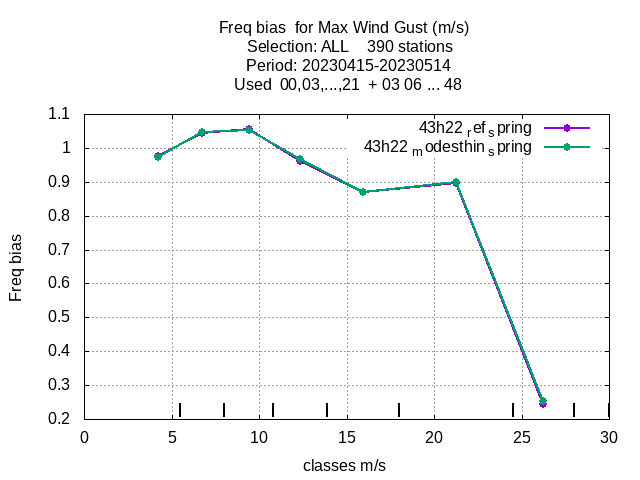 Freq bias  for Max Wind Gust (m/s)
Selection: ALL    390 stations
Period: 20230415-20230514
Used  00,03,...,21  + 03 06 ... 48
43h22 ref spring
43h22 modesthin spring
1.1
1
0.9
0.8
0.7
0.6
0.5
0.4
0.3
0.2
Freq bias
0 5 10 15 20 25 30
classes m/s